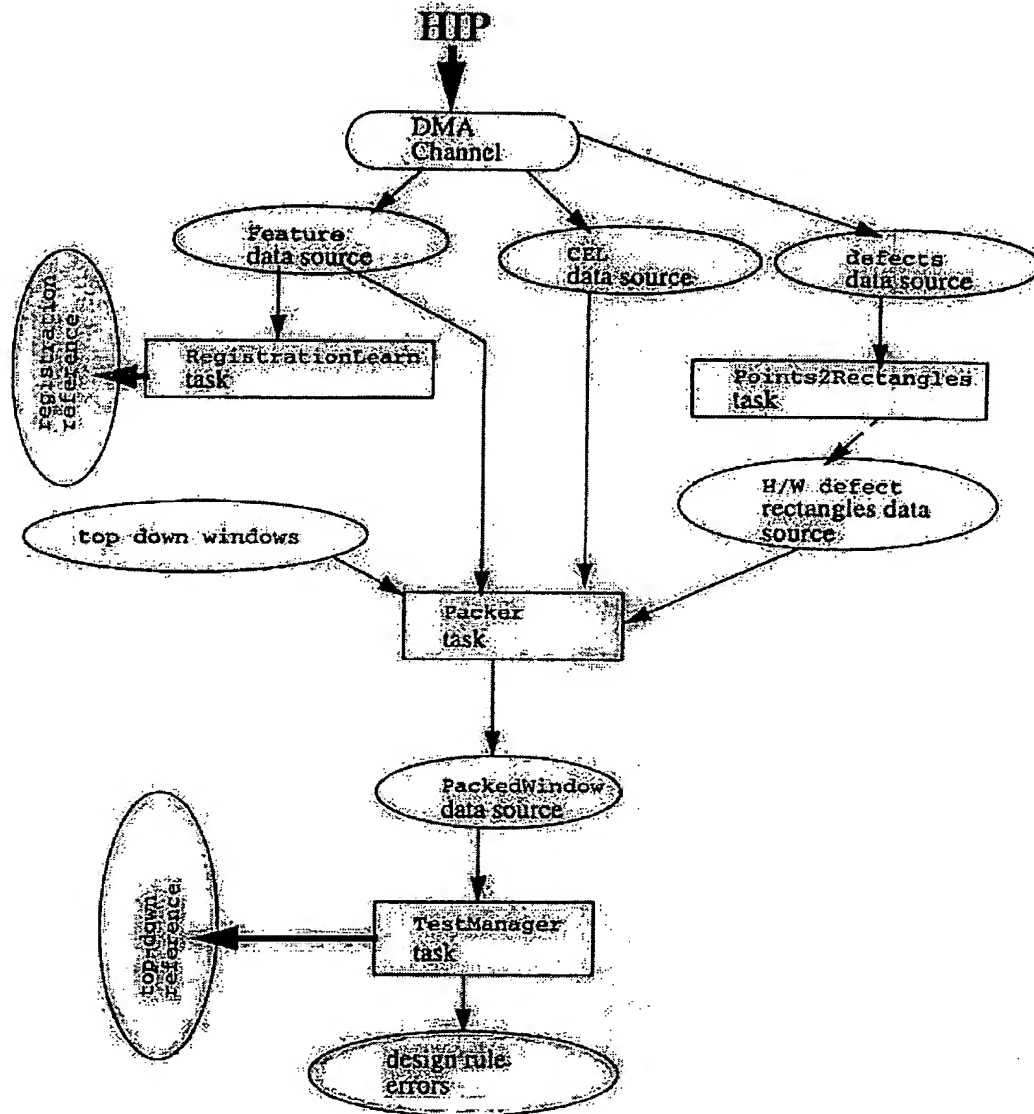 HIP
DMA
Channel
Feature
data source
CEL
data source
defects
data source
registration
reference
RegistrationLearn
task
Points2Rectangles
task
H/W defect
rectangles data
source
top down windows
Packer
task
PackedWindow
data source
top-down
reference
TestManager
task
design rule
errors